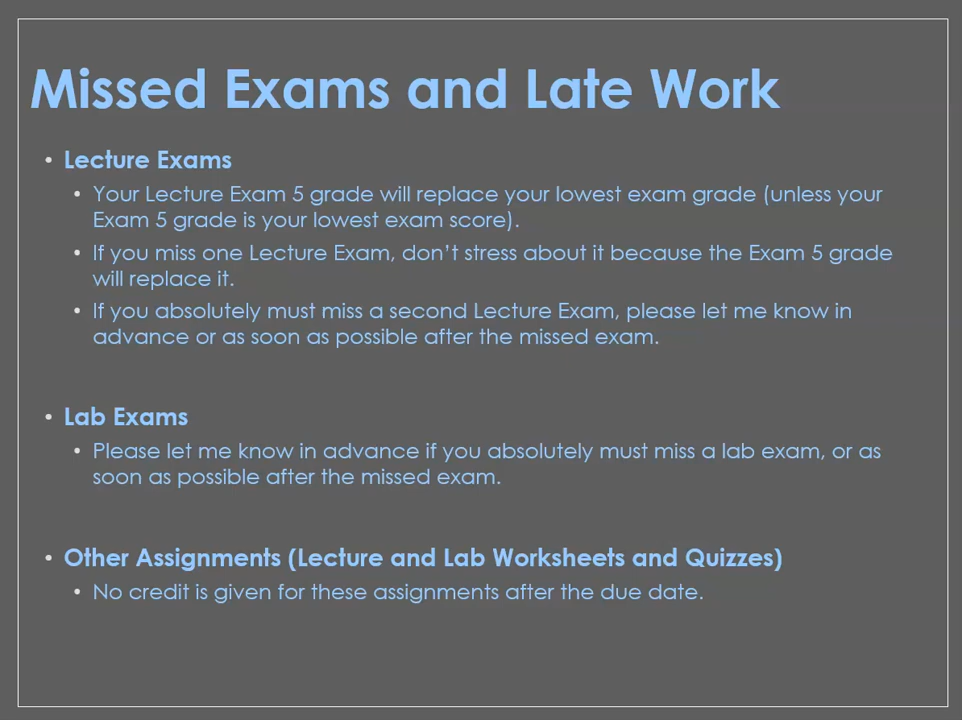 Missed Exams and Late Work
• Lecture Exams
• Your Lecture Exam 5 grade will replace your lowest exam grade (unless your
Exam 5 grade is your lowest exam score).
• If you miss one Lecture Exam, don’t stress about it because the Exam 5 grade
will replace it.
• If you absolutely must miss a second Lecture Exam, please let me know in
advance or as soon as possible after the missed exam.
• Lab Exams
• Please let me know in advance if you absolutely must miss a lab exam, or as
soon as possible after the missed exam.
• Other Assignments (Lecture and Lab Worksheets and Quizzes)
• No credit is given for these assignments after the due date.